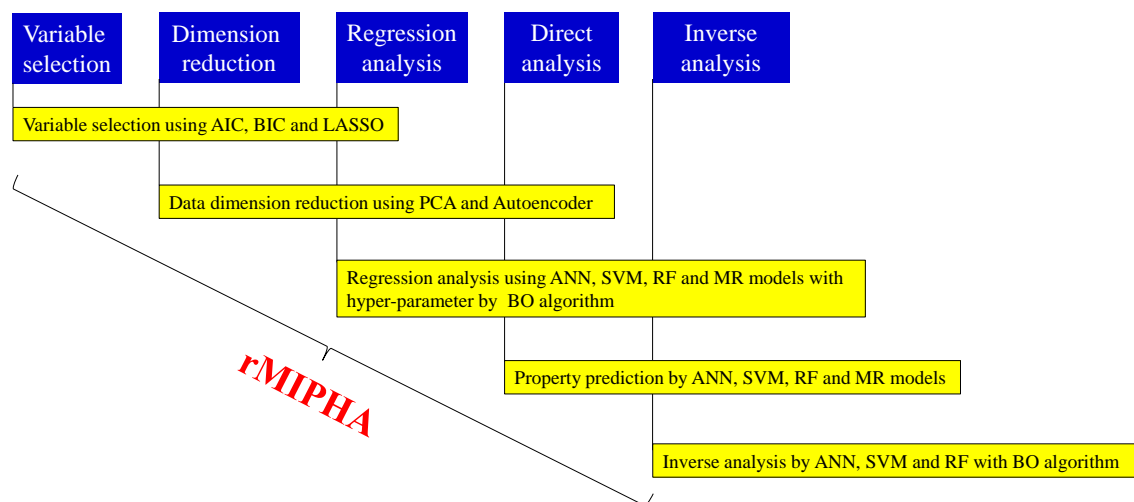 Variable
selection
Dimension
reduction
Regression
analysis
Direct
analysis
Inverse
analysis
Variable selection using AIC, BIC and LASSO
Data dimension reduction using PCA and Autoencoder
Regression analysis using ANN, SVM, RF and MR models with
hyper-parameter by BO algorithm
rMIPHA
Property prediction by ANN, SVM, RF and MR models
Inverse analysis by ANN, SVM and RF with BO algorithm